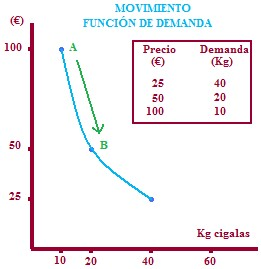 MOVIMIENTO
FUNCIÓN DE DEMANDA
(€)
100
50
25
A
B
Precio Demanda
(€) (Kg)
25 40
50 20
100 10
Kg cigalas
10 20 40 60